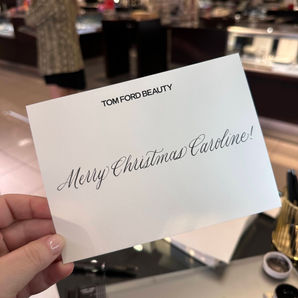 TOM FORD BEAUTY
Merry Christmas Caroline!